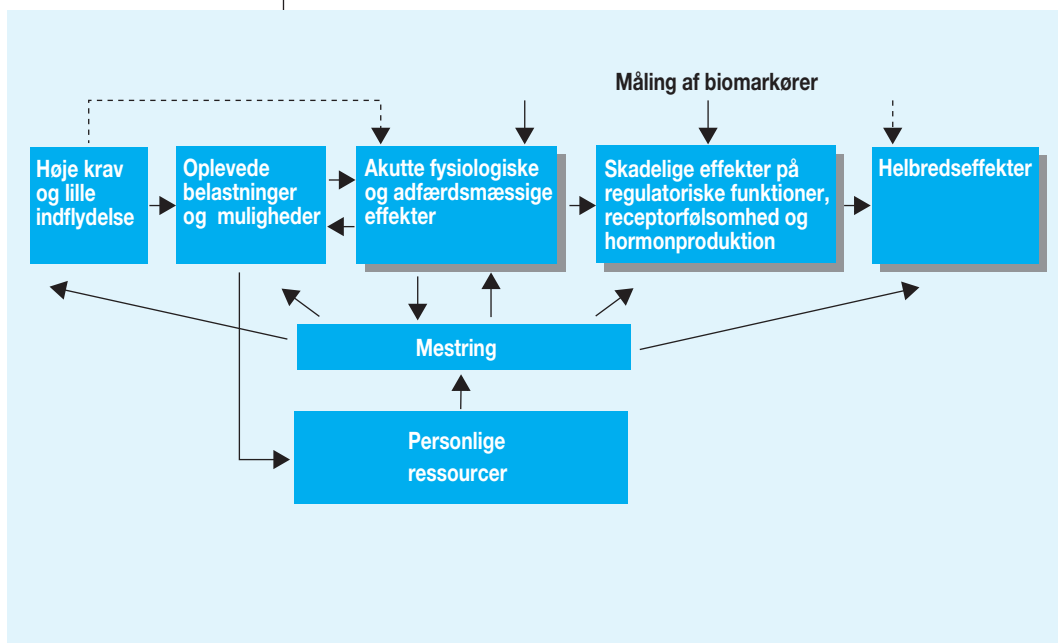 Måling af biomarkører
Høje krav
og lille
indflydelse
Oplevede
belastninger
og muligheder
Akutte fysiologiske
og adfærdsmæssige
effekter
Skadelige effekter på
regulatoriske funktioner,
receptorfølsomhed og
hormonproduktion
Helbredseffekter
Mestring
Personlige
ressourcer